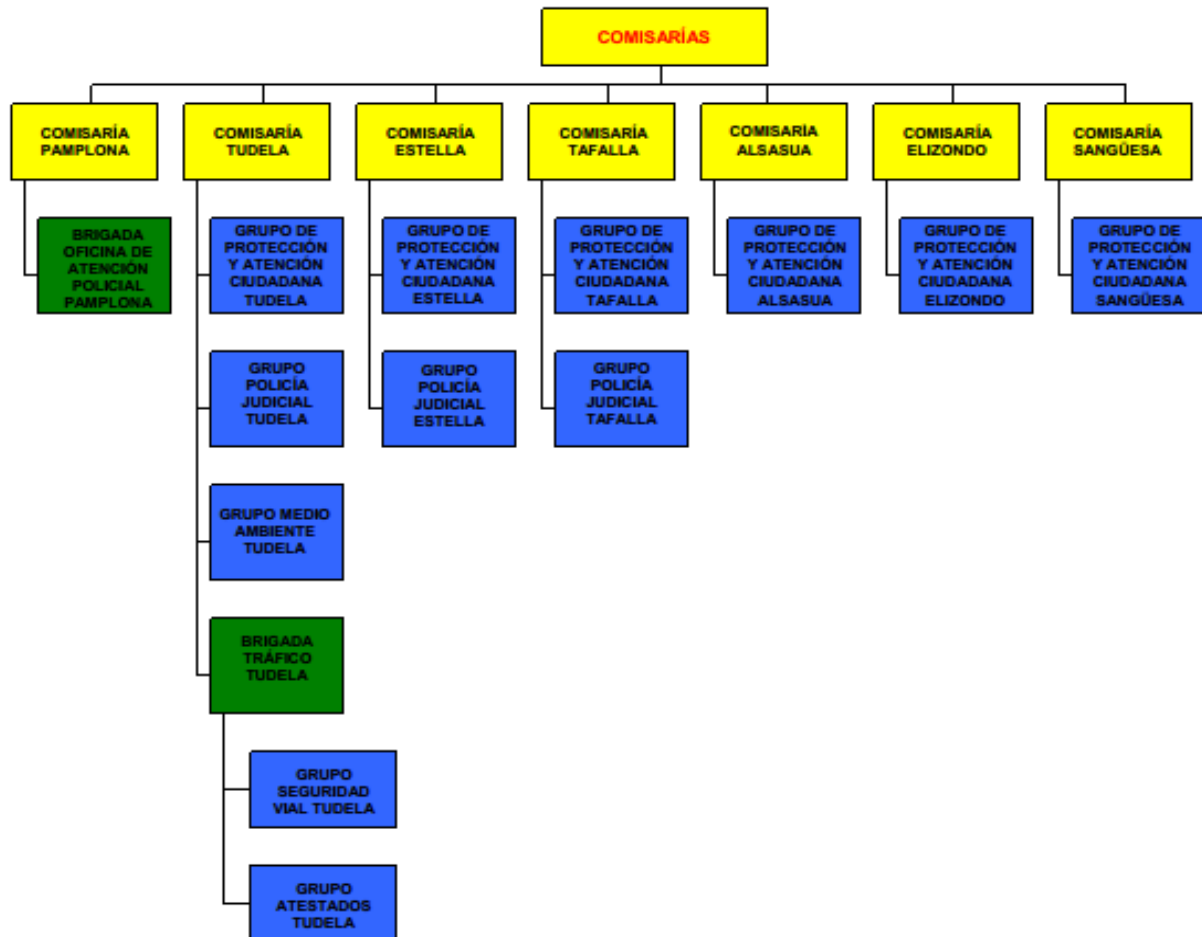 COMISARÍAS
COMISARÍA
PAMPLONA
COMISARÍA
TUDELA
COMISARÍA
ESTELLA
COMISARÍA
TAFALLA
COMISARÍA
ALSASUA
COMISARÍA
ELIZONDO
COMISARÍA
SANGÜESA
BRIGADA
OFICINA DE
ATENCIÓN
POLICIAL
PAMPLONA
GRUPO DE
PROTECCIÓN
Y ATENCIÓN
CIUDADANA
TUDELA
GRUPO DE
PROTECCIÓN
Y ATENCIÓN
CIUDADANA
ESTELLA
GRUPO DE
PROTECCIÓN
Y ATENCIÓN
CIUDADANA
TAFALLA
GRUPO DE
PROTECCIÓN
Y ATENCIÓN
CIUDADANA
ALSASUA
GRUPO DE
PROTECCIÓN
Y ATENCIÓN
CIUDADANA
ELIZONDO
GRUPO DE
PROTECCIÓN
Y ATENCIÓN
CIUDADANA
SANGÜESA
GRUPO
POLICÍA
JUDICIAL
TUDELA
GRUPO
POLICÍA
JUDICIAL
ESTELLA
GRUPO
POLICÍA
JUDICIAL
TAFALLA
GRUPO MEDIO
AMBIENTE
TUDELA
BRIGADA
TRÁFICO
TUDELA
GRUPO
SEGURIDAD
VIAL TUDELA
GRUPO
ATESTADOS
TUDELA